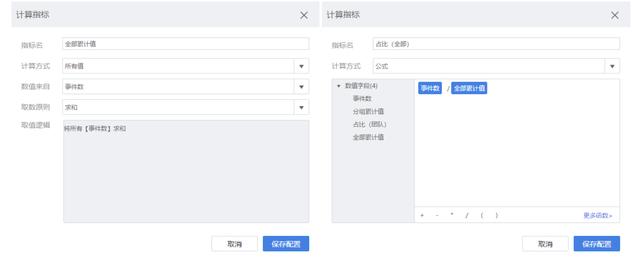 计算指标
指标名 全部累计值
计算方式 所有值
数值来自 事件数
取数原则 求和
取值逻辑 将所有【事件数】求和
取消 保存配置
计算指标
指标名 占比（全部）
计算方式 公式
数值字段(4)
事件数
分组累计值
占比（团队）
全部累计值
事件数 / 全部累计值
+ - * / ( )
更多函数>
取消 保存配置